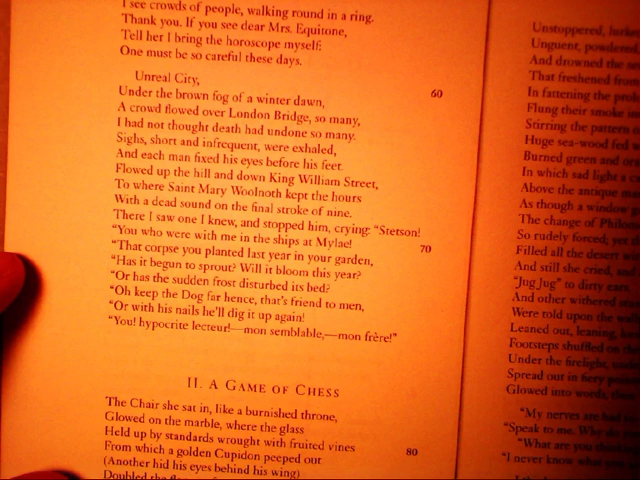 I see crowds of people, walking round in a ring.
Thank you. If you see dear Mrs. Equitone,
Tell her I bring the horoscope myself:
One must be so careful these days.
Unreal City, 60
Under the brown fog of a winter dawn,
A crowd flowed over London Bridge, so many,
I had not thought death had undone so many.
Sighs, short and infrequent, were exhaled,
And each man fixed his eyes before his feet.
Flowed up the hill and down King William Street,
To where Saint Mary Woolnoth kept the hours
With a dead sound on the final stroke of nine.
There I saw one I knew, and stopped him, crying: "Stetson!
"You who were with me in the ships at Mylae! 70
"That corpse you planted last year in your garden,
"Has it begun to sprout? Will it bloom this year?
"Or has the sudden frost disturbed its bed?
"Oh keep the Dog far hence, that's friend to men,
"Or with his nails he'll dig it up again!
"You! hypocrite lecteur!—mon semblable,—mon frère!"
II. A GAME OF CHESS
The Chair she sat in, like a burnished throne,
Glowed on the marble, where the glass
Held up by standards wrought with fruited vines
From which a golden Cupidon peeped out 80
(Another hid his eyes behind his wing)
Doubled the
Unstoppered,
Unguent, powdered
And drowned the
That freshened from
In fattening the
Flung their smoke
Stirring the pattern
Huge sea-wood fed
Burned green and
In which sad light a
Above the antique
As though a window
The change of
So rudely forced; yet
Filled all the desert
And still she cried, and
"Jug Jug" to dirty ears.
And other withered
Were told upon the
Leaned out, leaning,
Footsteps shuffled on the
Under the firelight,
Spread out in fiery
Glowed into words,
"My nerves are bad
"Speak to me. Why do
"What are you
"I never know what